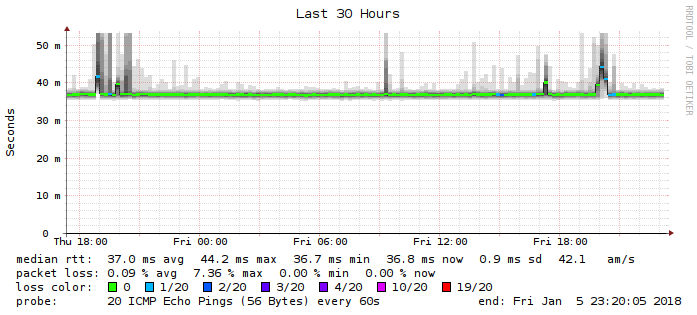 Last 30 Hours
RRDTOOL / TOBI OETIKER
Seconds
50 m
40 m
30 m
20 m
10 m
0
Thu 18:00 Fri 00:00 Fri 06:00 Fri 12:00 Fri 18:00
median rtt: 37.0 ms avg 44.2 ms max 36.7 ms min 36.8 ms now 0.9 ms sd 42.1 am/s
packet loss: 0.09 % avg 7.36 % max 0.00 % min 0.00 % now
loss color: 0 1/20 2/20 3/20 4/20 10/20 19/20
probe: 20 ICMP Echo Pings (56 Bytes) every 60s end: Fri Jan 5 23:20:05 2018